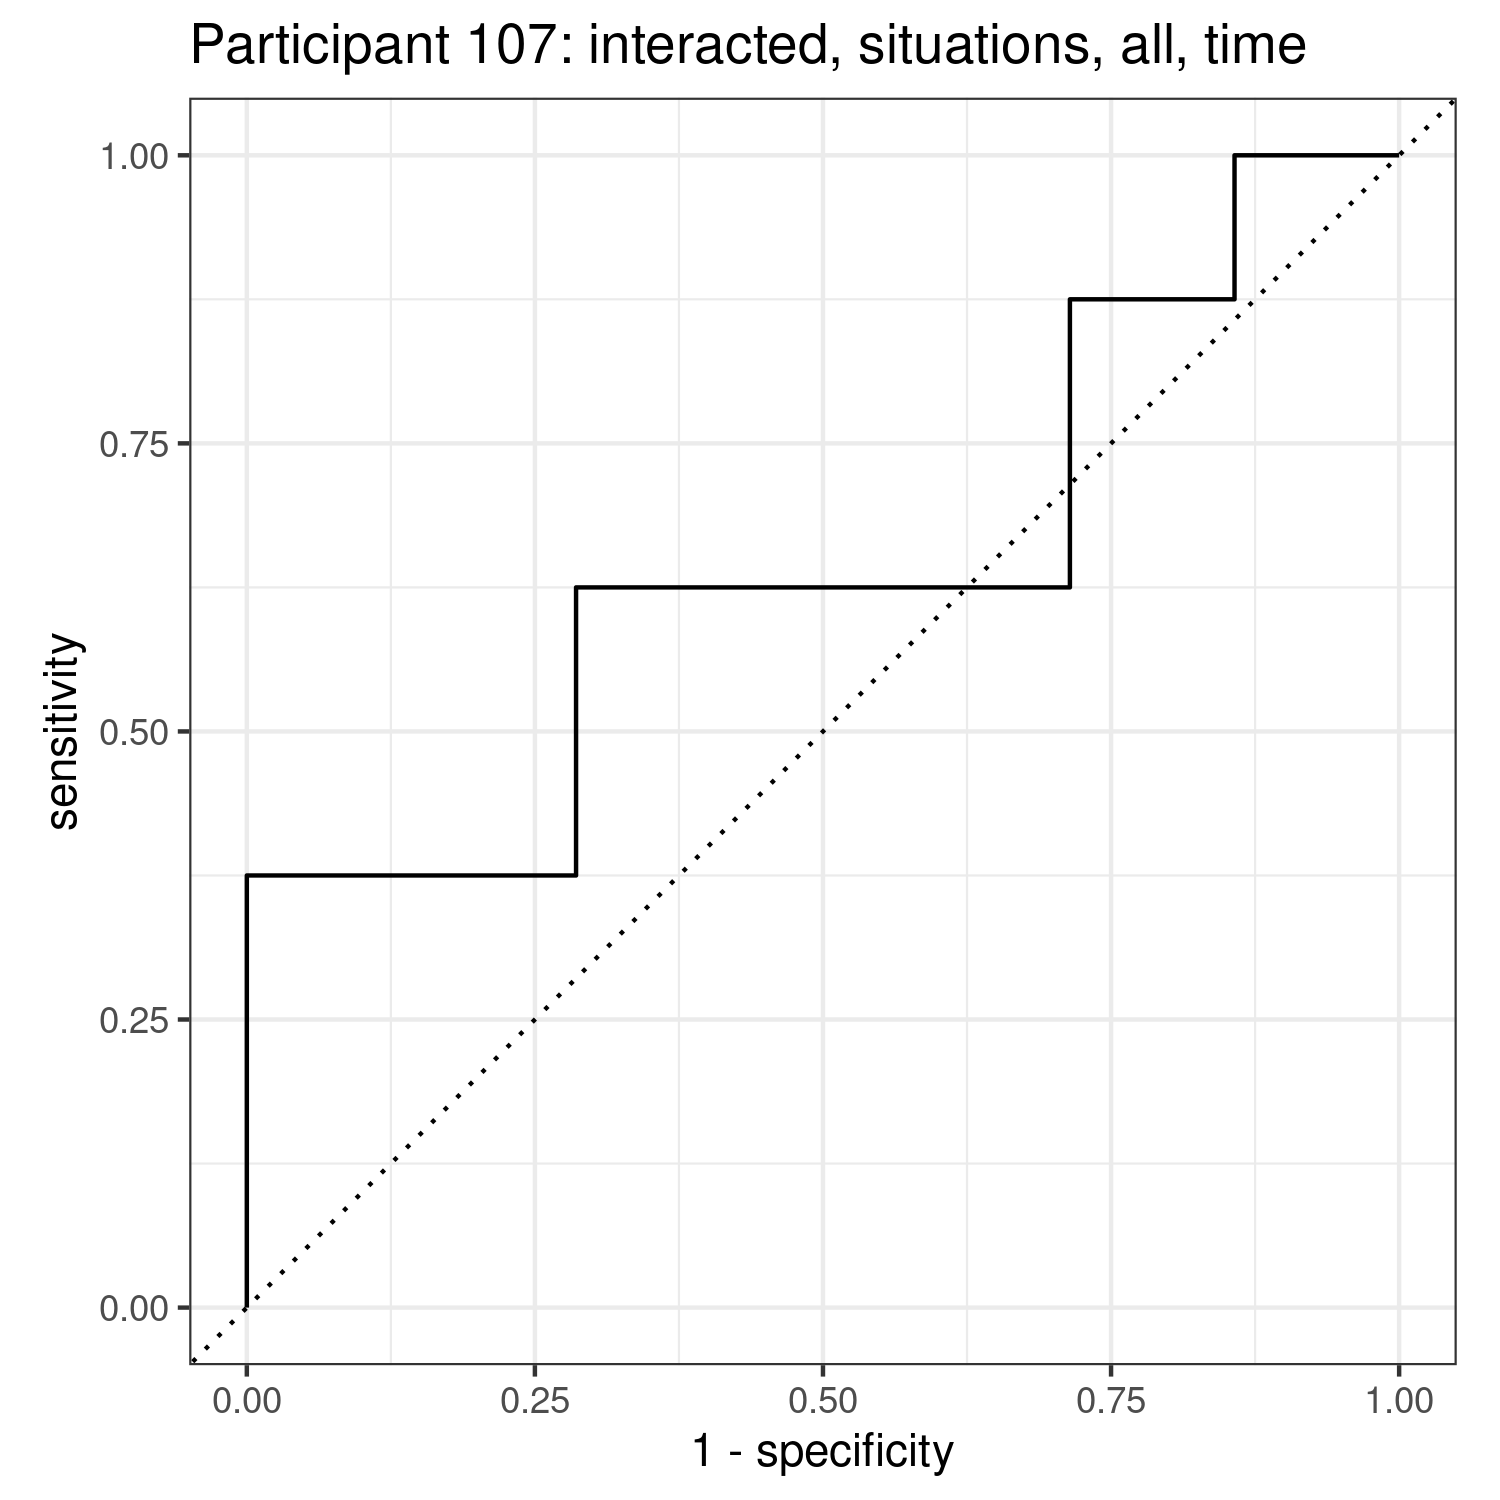 Participant 107: interacted, situations, all, time
1.00
0.75
0.50
0.25
0.00
sensitivity
0.00 0.25 0.50 0.75 1.00
1 - specificity